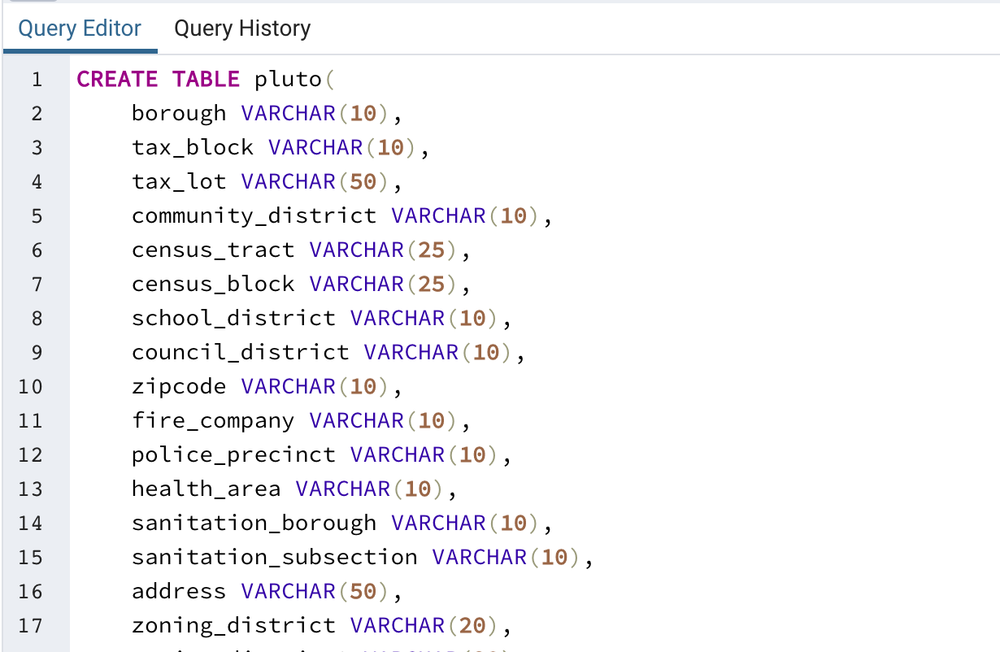 Query Editor Query History
1 CREATE TABLE pluto(
2 borough VARCHAR(10),
3 tax_block VARCHAR(10),
4 tax_lot VARCHAR(50),
5 community_district VARCHAR(10),
6 census_tract VARCHAR(25),
7 census_block VARCHAR(25),
8 school_district VARCHAR(10),
9 council_district VARCHAR(10),
10 zipcode VARCHAR(10),
11 fire_company VARCHAR(10),
12 police_precinct VARCHAR(10),
13 health_area VARCHAR(10),
14 sanitation_borough VARCHAR(10),
15 sanitation_subsection VARCHAR(10),
16 address VARCHAR(50),
17 zoning_district VARCHAR(20),